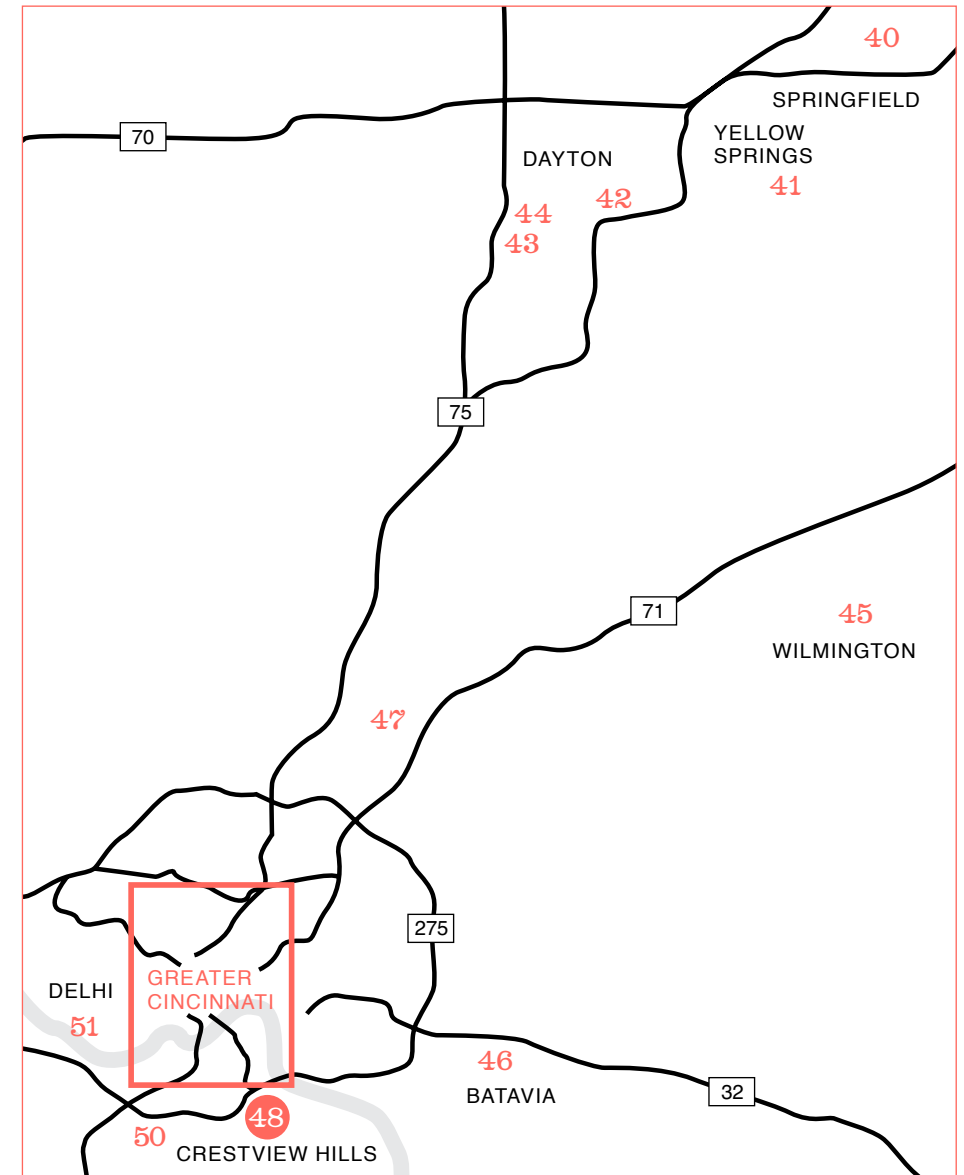 40
SPRINGFIELD
70
YELLOW
SPRINGS
DAYTON
41
42
44
43
75
71
45
WILMINGTON
47
275
GREATER
CINCINNATI
DELHI
51
46
BATAVIA
32
48
50
CRESTVIEW HILLS